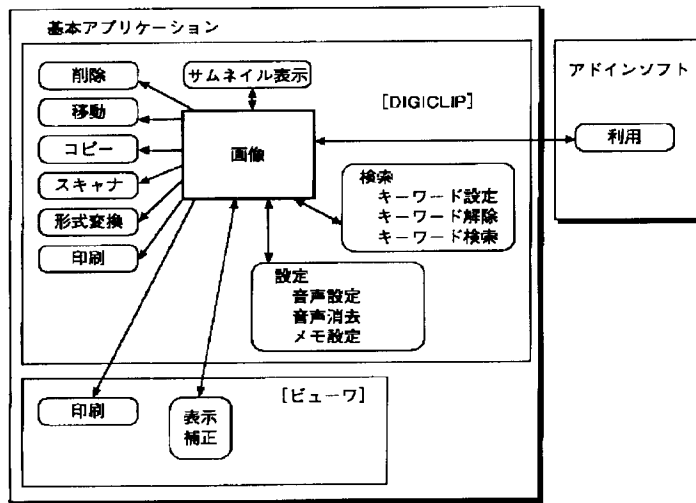 基本アプリケーション
削除
サムネイル表示
[DIGICLIP]
アドインソフト
移動
コピー
画像
利用
スキャナ
検索
キーワード設定
キーワード解除
キーワード検索
形式変換
印刷
設定
音声設定
音声消去
メモ設定
[ビューワ]
印刷
表示
補正